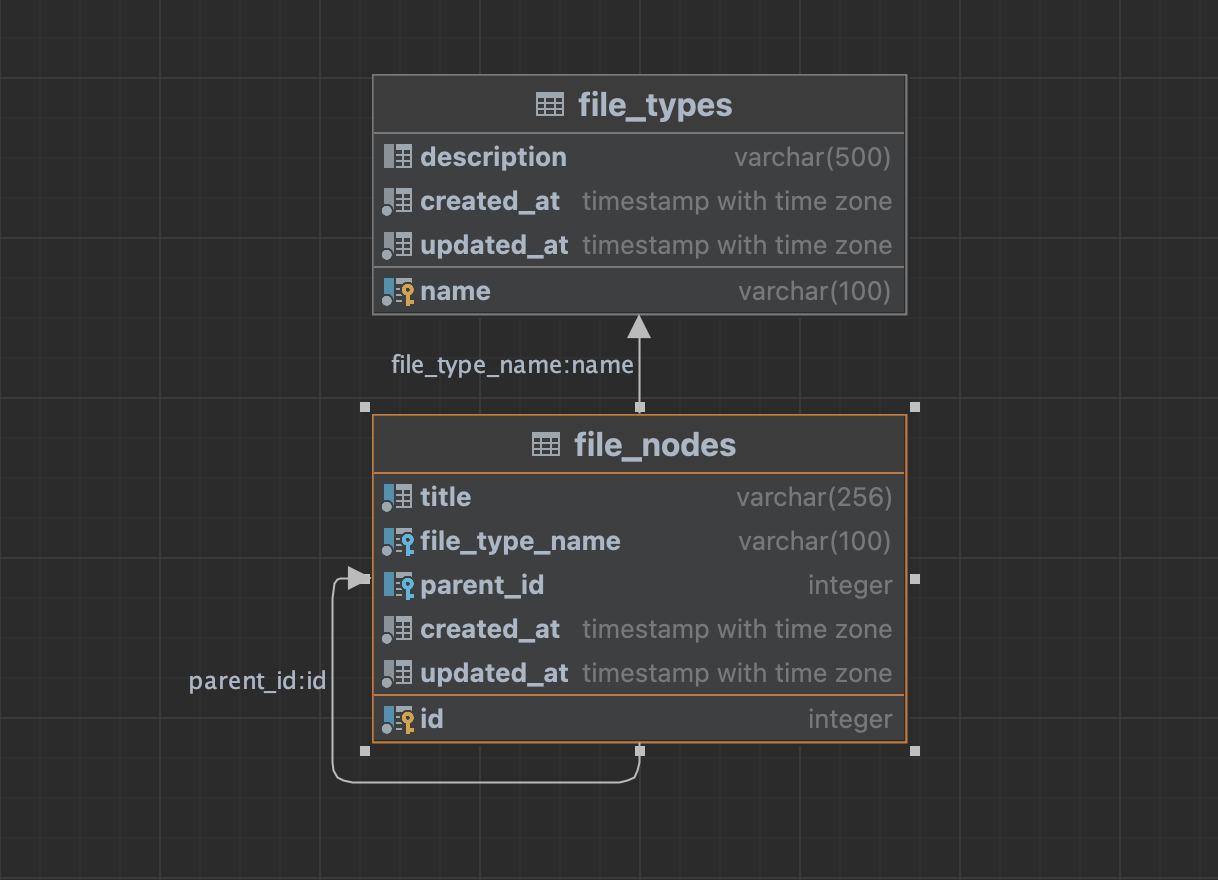 file_types
description varchar(500)
created_at timestamp with time zone
updated_at timestamp with time zone
name varchar(100)
file_type_name:name
file_nodes
title varchar(256)
file_type_name varchar(100)
parent_id integer
created_at timestamp with time zone
updated_at timestamp with time zone
parent_id:id
id integer